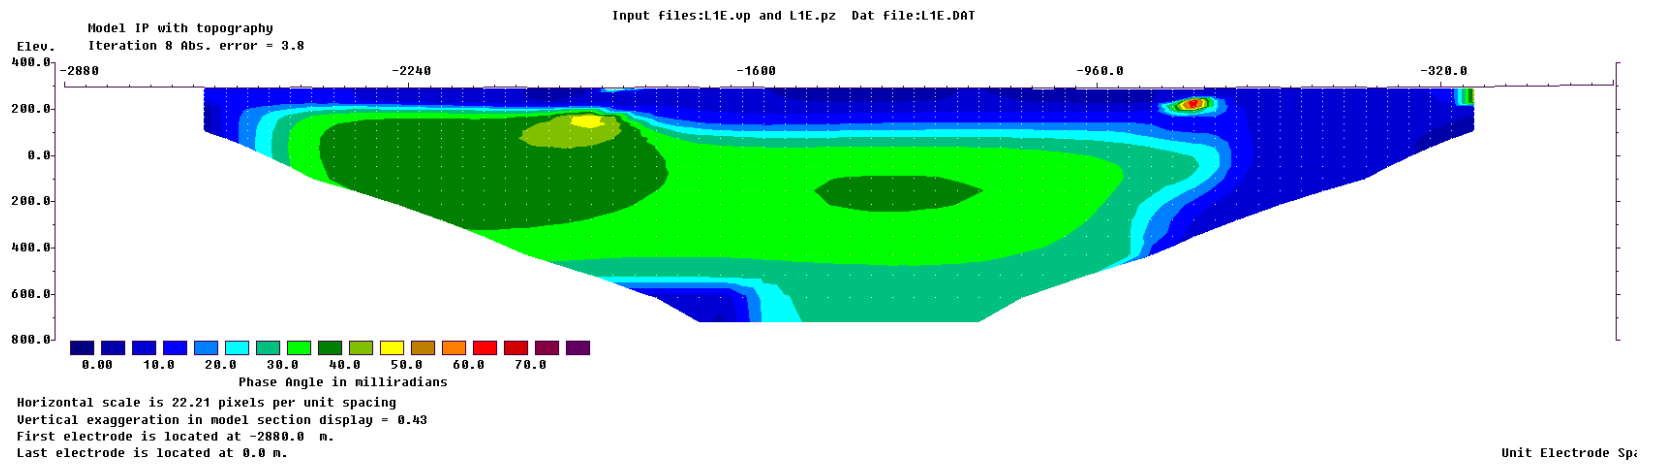 Input files:L1E.vp and L1E.pz Dat file:L1E.DAT
Model IP with topography
Elev. Iteration 8 Abs. error = 3.8
400.0 -2880 -2240 -1600 -960.0 -320.0
200.0
0.0
200.0
400.0
600.0
800.0
0.00 10.0 20.0 30.0 40.0 50.0 60.0 70.0
Phase Angle in milliradians
Horizontal scale is 22.21 pixels per unit spacing
Vertical exaggeration in model section display = 0.43
First electrode is located at -2880.0 m.
Last electrode is located at 0.0 m.
Unit Electrode Spa